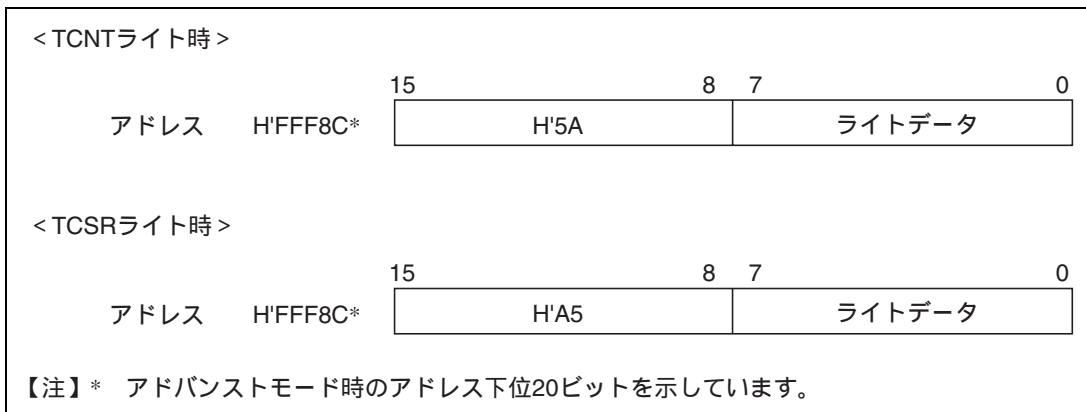 ＜TCNTライト時＞
15 8 7 0
アドレス H'FFF8C* H'5A ライトデータ
＜TCSRライト時＞
15 8 7 0
アドレス H'FFF8C* H'A5 ライトデータ
【注】* アドバンストモード時のアドレス下位20ビットを示しています。